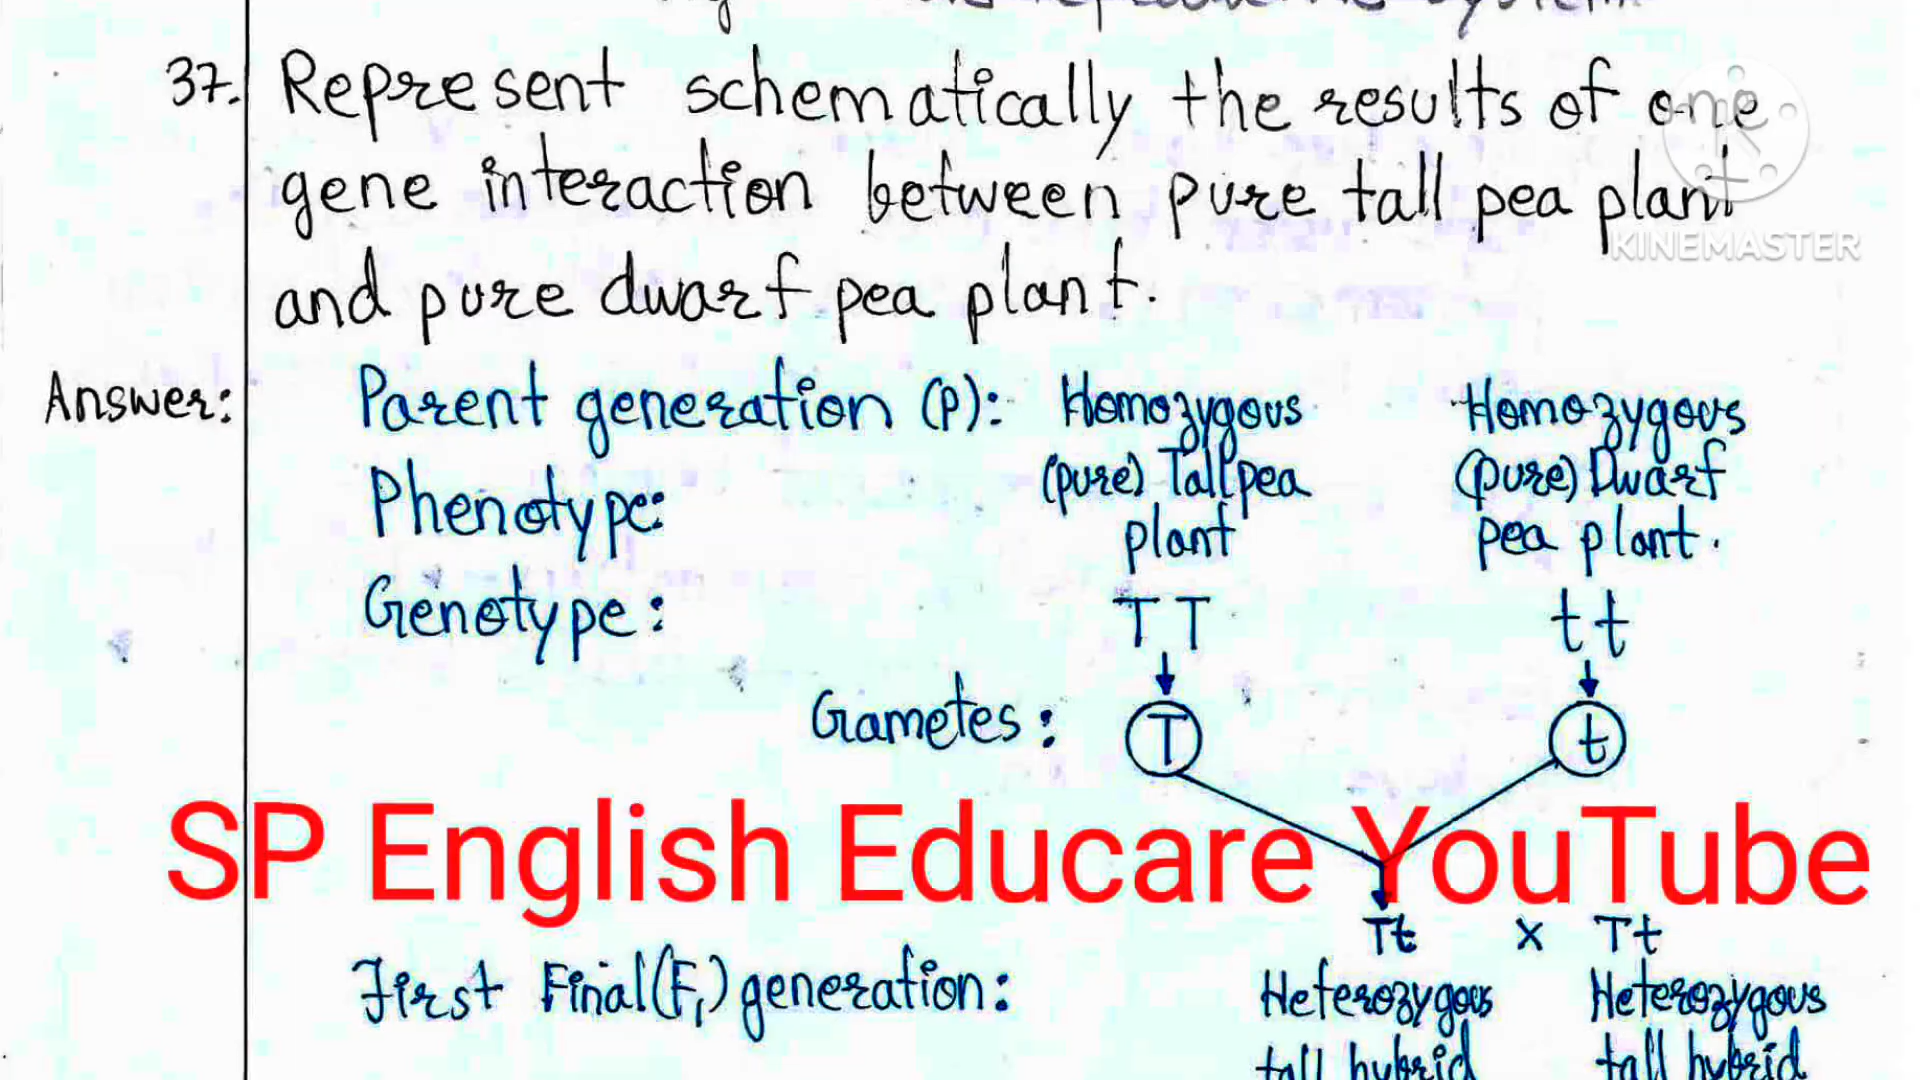 37. Represent schematically the results of one
gene interaction between pure tall pea plant
and pure dwarf pea plant.
KINEMASTER
Answer: Parent generation (P): Homozygous Homozygous
Phenotype: (pure) Tall pea (pure) Dwarf
plant pea plant.
Genotype: TT tt
Gametes: T t
SP English Educare YouTube
Tt x Tt
First Final (F1) generation: Heterozygous Heterozygous
tall hybrid tall hybrid